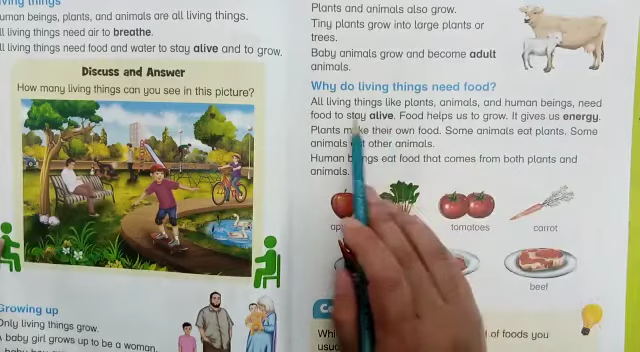 ving things
uman beings, plants, and animals are all living things.
ll living things need air to breathe.
ll living things need food and water to stay alive and to grow.
Discuss and Answer
How many living things can you see in this picture?
Growing up
Only living things grow.
baby girl grows up to be a woman.
Plants and animals also grow.
Tiny plants grow into large plants or
trees.
Baby animals grow and become adult
animals.
Why do living things need food?
All living things like plants, animals, and human beings, need
food to stay alive. Food helps us to grow. It gives us energy.
Plants m ke their own food. Some animals eat plants. Some
animals t other animals.
Human b ngs eat food that comes from both plants and
animals.
ap
tomatoes
carrot
beef
of foods you